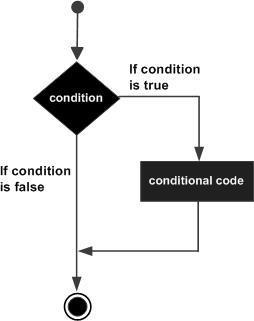 If condition
is true
condition
If condition
is false
conditional code